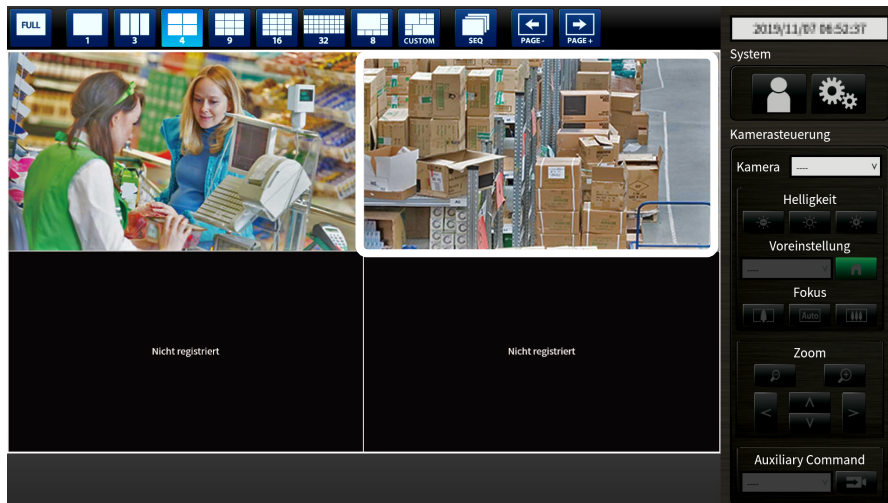 FULL
1
3
4
9
16
32
8
CUSTOM
SEQ
PAGE -
PAGE +
2019/11/07 06:52:37
System
Kamerasteuerung
Kamera ---- v
Helligkeit
Voreinstellung
----
Fokus
Auto
Zoom
Auxiliary Command
----
Nicht registriert
Nicht registriert